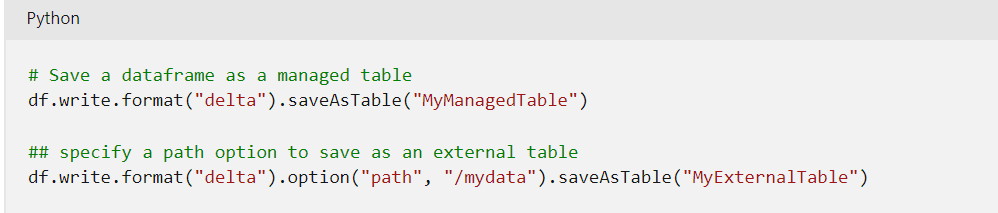 Python
# Save a dataframe as a managed table
df.write.format("delta").saveAsTable("MyManagedTable")
## specify a path option to save as an external table
df.write.format("delta").option("path", "/mydata").saveAsTable("MyExternalTable")